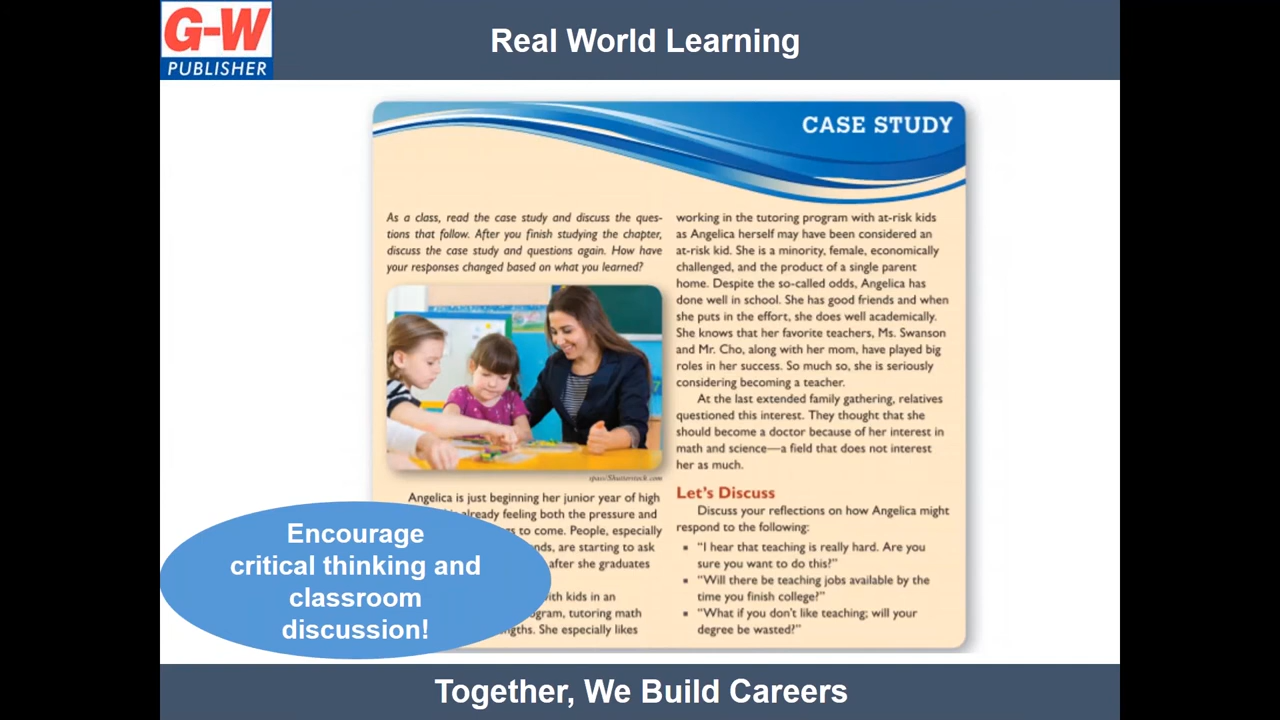 G-W
PUBLISHER
Real World Learning
CASE STUDY
As a class, read the case study and discuss the ques-
tions that follow. After you finish studying the chapter,
discuss the case study and questions again. How have
your responses changed based on what you learned?
spass/Shutterstock.com
Angelica is just beginning her junior year of high
already feeling both the pressure and
to come. People, especially
are starting to ask
after she graduates
with kids in an
tutoring math
She especially likes
working in the tutoring program with at-risk kids
as Angelica herself may have been considered an
at-risk kid. She is a minority, female, economically
challenged, and the product of a single parent
home. Despite the so-called odds, Angelica has
done well in school. She has good friends and when
she puts in the effort, she does well academically.
She knows that her favorite teachers, Ms. Swanson
and Mr. Cho, along with her mom, have played big
roles in her success. So much so, she is seriously
considering becoming a teacher.
At the last extended family gathering, relatives
questioned this interest. They thought that she
should become a doctor because of her interest in
math and science—a field that does not interest
her as much.
Let's Discuss
Discuss your reflections on how Angelica might
respond to the following:
▪ "I hear that teaching is really hard. Are you
sure you want to do this?"
▪ "Will there be teaching jobs available by the
time you finish college?"
▪ "What if you don't like teaching; will your
degree be wasted?"
Encourage
critical thinking and
classroom
discussion!
Together, We Build Careers